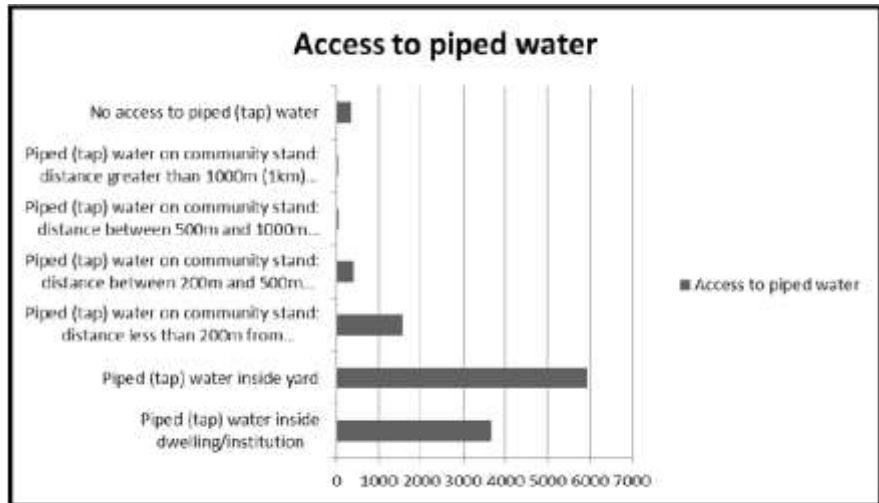 Access to piped water
No access to piped (tap) water
Piped (tap) water on community stand:
distance greater than 1000m (1km)...
Piped (tap) water on community stand:
distance between 500m and 1000m...
Piped (tap) water on community stand:
distance between 200m and 500m...
Piped (tap) water on community stand:
distance less than 200m from...
Piped (tap) water inside yard
Piped (tap) water inside
dwelling/institution
0 1000 2000 3000 4000 5000 6000 7000
Access to piped water